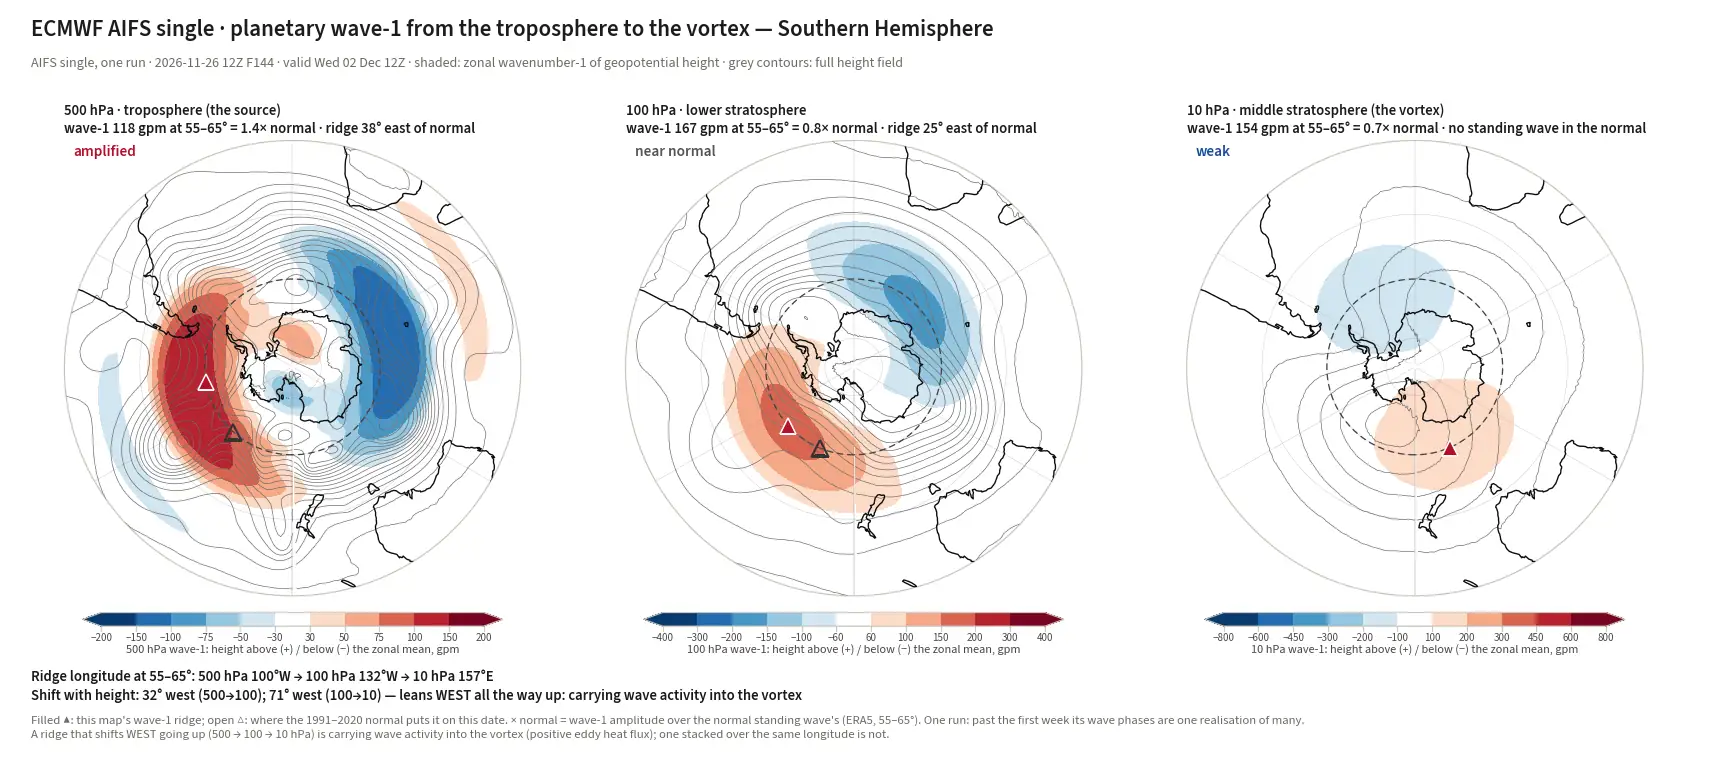 ECMWF AIFS single · planetary wave-1 from the troposphere to the vortex — Southern Hemisphere
AIFS single, one run · 2026-11-26 12Z F144 · valid Wed 02 Dec 12Z · shaded: zonal wavenumber-1 of geopotential height · grey contours: full height field
500 hPa · troposphere (the source)
wave-1 118 gpm at 55–65° = 1.4× normal · ridge 38° east of normal
amplified
100 hPa · lower stratosphere
wave-1 167 gpm at 55–65° = 0.8× normal · ridge 25° east of normal
near normal
10 hPa · middle stratosphere (the vortex)
wave-1 154 gpm at 55–65° = 0.7× normal · no standing wave in the normal
weak
−200 −150 −100 −75 −50 −30 30 50 75 100 150 200
500 hPa wave-1: height above (+) / below (−) the zonal mean, gpm
−400 −300 −200 −150 −100 −60 60 100 150 200 300 400
100 hPa wave-1: height above (+) / below (−) the zonal mean, gpm
−800 −600 −450 −300 −200 −100 100 200 300 450 600 800
10 hPa wave-1: height above (+) / below (−) the zonal mean, gpm
Ridge longitude at 55–65°: 500 hPa 100°W → 100 hPa 132°W → 10 hPa 157°E
Shift with height: 32° west (500→100); 71° west (100→10) — leans WEST all the way up: carrying wave activity into the vortex
Filled ▲: this map's wave-1 ridge; open △: where the 1991–2020 normal puts it on this date. × normal = wave-1 amplitude over the normal standing wave's (ERA5, 55–65°). One run: past the first week its wave phases are one realisation of many.
A ridge that shifts WEST going up (500 → 100 → 10 hPa) is carrying wave activity into the vortex (positive eddy heat flux); one stacked over the same longitude is not.